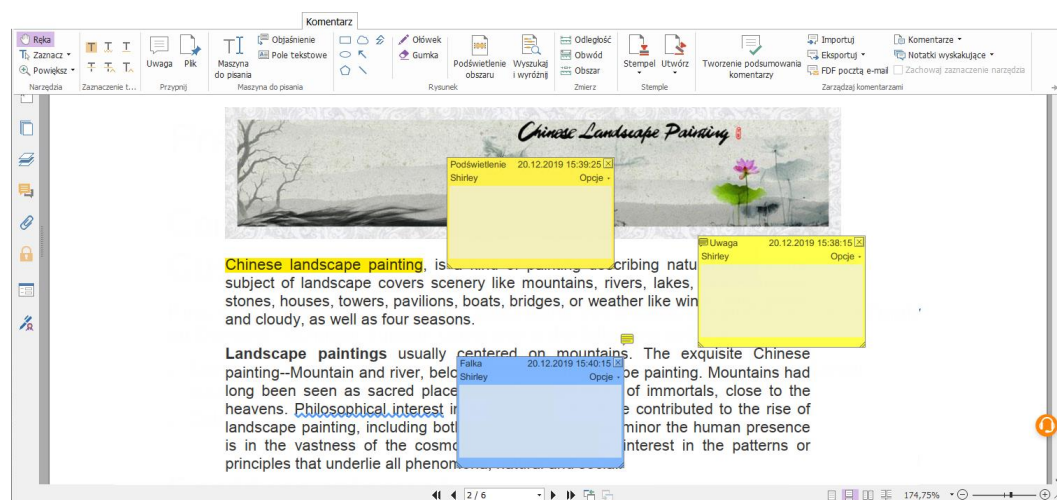 Komentarz
Ręka
Zaznacz
Powiększ
Narzędzia
T T T
T T T
Zaznaczenie t...
Uwaga
Plik
Przypnij
Maszyna
do pisania
Objaśnienie
Pole tekstowe
Maszyna do pisania
Ołówek
Gumka
Rysunek
Podświetlenie
obszaru
Wyszukaj
i wyróżnij
Odległość
Obwód
Obszar
Zmierz
Stempel
Utwórz
Stemple
Tworzenie podsumowania
komentarzy
Importuj
Eksportuj
FDF pocztą e-mail
Komentarze
Notatki wyskakujące
Zachowaj zaznaczenie narzędzia
Zarządzaj komentarzami
Chinese Landscape Painting
Podświetlenie 20.12.2019 15:39:25
Shirley Opcje
Uwaga 20.12.2019 15:38:15
Shirley Opcje
Chinese landscape painting, is a kind of painting describing natu
subject of landscape covers scenery like mountains, rivers, lakes,
stones, houses, towers, pavilions, boats, bridges, or weather like win
and cloudy, as well as four seasons.
Landscape paintings usually centered on mountains. The exquisite Chinese
painting--Mountain and river, belo pe painting. Mountains had
long been seen as sacred place of immortals, close to the
heavens. Philosophical interest in e contributed to the rise of
landscape painting, including bot minor the human presence
is in the vastness of the cosmo interest in the patterns or
principles that underlie all phenomena, natural and social.
Falka 20.12.2019 15:40:15
Shirley Opcje
2 / 6
174,75%